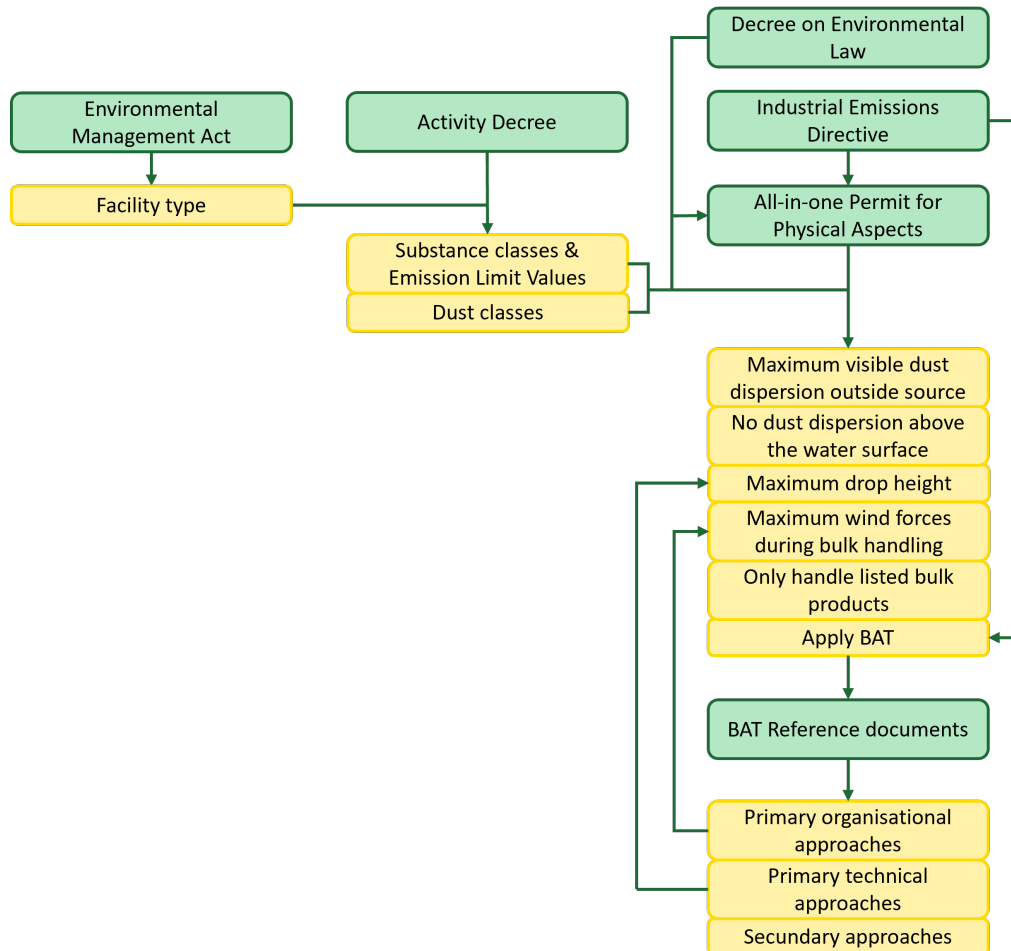 Decree on Environmental
Law
Environmental
Management Act
Activity Decree
Industrial Emissions
Directive
Facility type
All-in-one Permit for
Physical Aspects
Substance classes &
Emission Limit Values
Dust classes
Maximum visible dust
dispersion outside source
No dust dispersion above
the water surface
Maximum drop height
Maximum wind forces
during bulk handling
Only handle listed bulk
products
Apply BAT
BAT Reference documents
Primary organisational
approaches
Primary technical
approaches
Secundary approaches